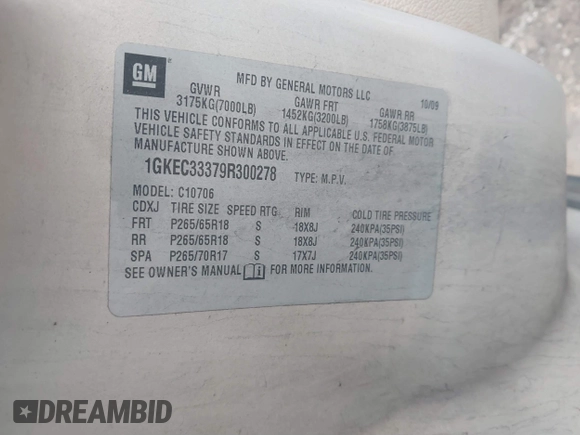 GM
MFD BY GENERAL MOTORS LLC
10/09
GVWR GAWR FRT GAWR RR
3175KG(7000LB) 1452KG(3200LB) 1758KG(3875LB)
THIS VEHICLE CONFORMS TO ALL APPLICABLE U.S. FEDERAL MOTOR
VEHICLE SAFETY STANDARDS IN EFFECT ON THE DATE OF
MANUFACTURE SHOWN ABOVE.
1GKEC33379R300278 TYPE: M.P.V.
MODEL: C10706
CDXJ TIRE SIZE SPEED RTG RIM COLD TIRE PRESSURE
FRT P265/65R18 S 18X8J 240KPA(35PSI)
RR P265/65R18 S 18X8J 240KPA(35PSI)
SPA P265/70R17 S 17X7J 240KPA(35PSI)
SEE OWNER'S MANUAL FOR MORE INFORMATION.
DREAMBID